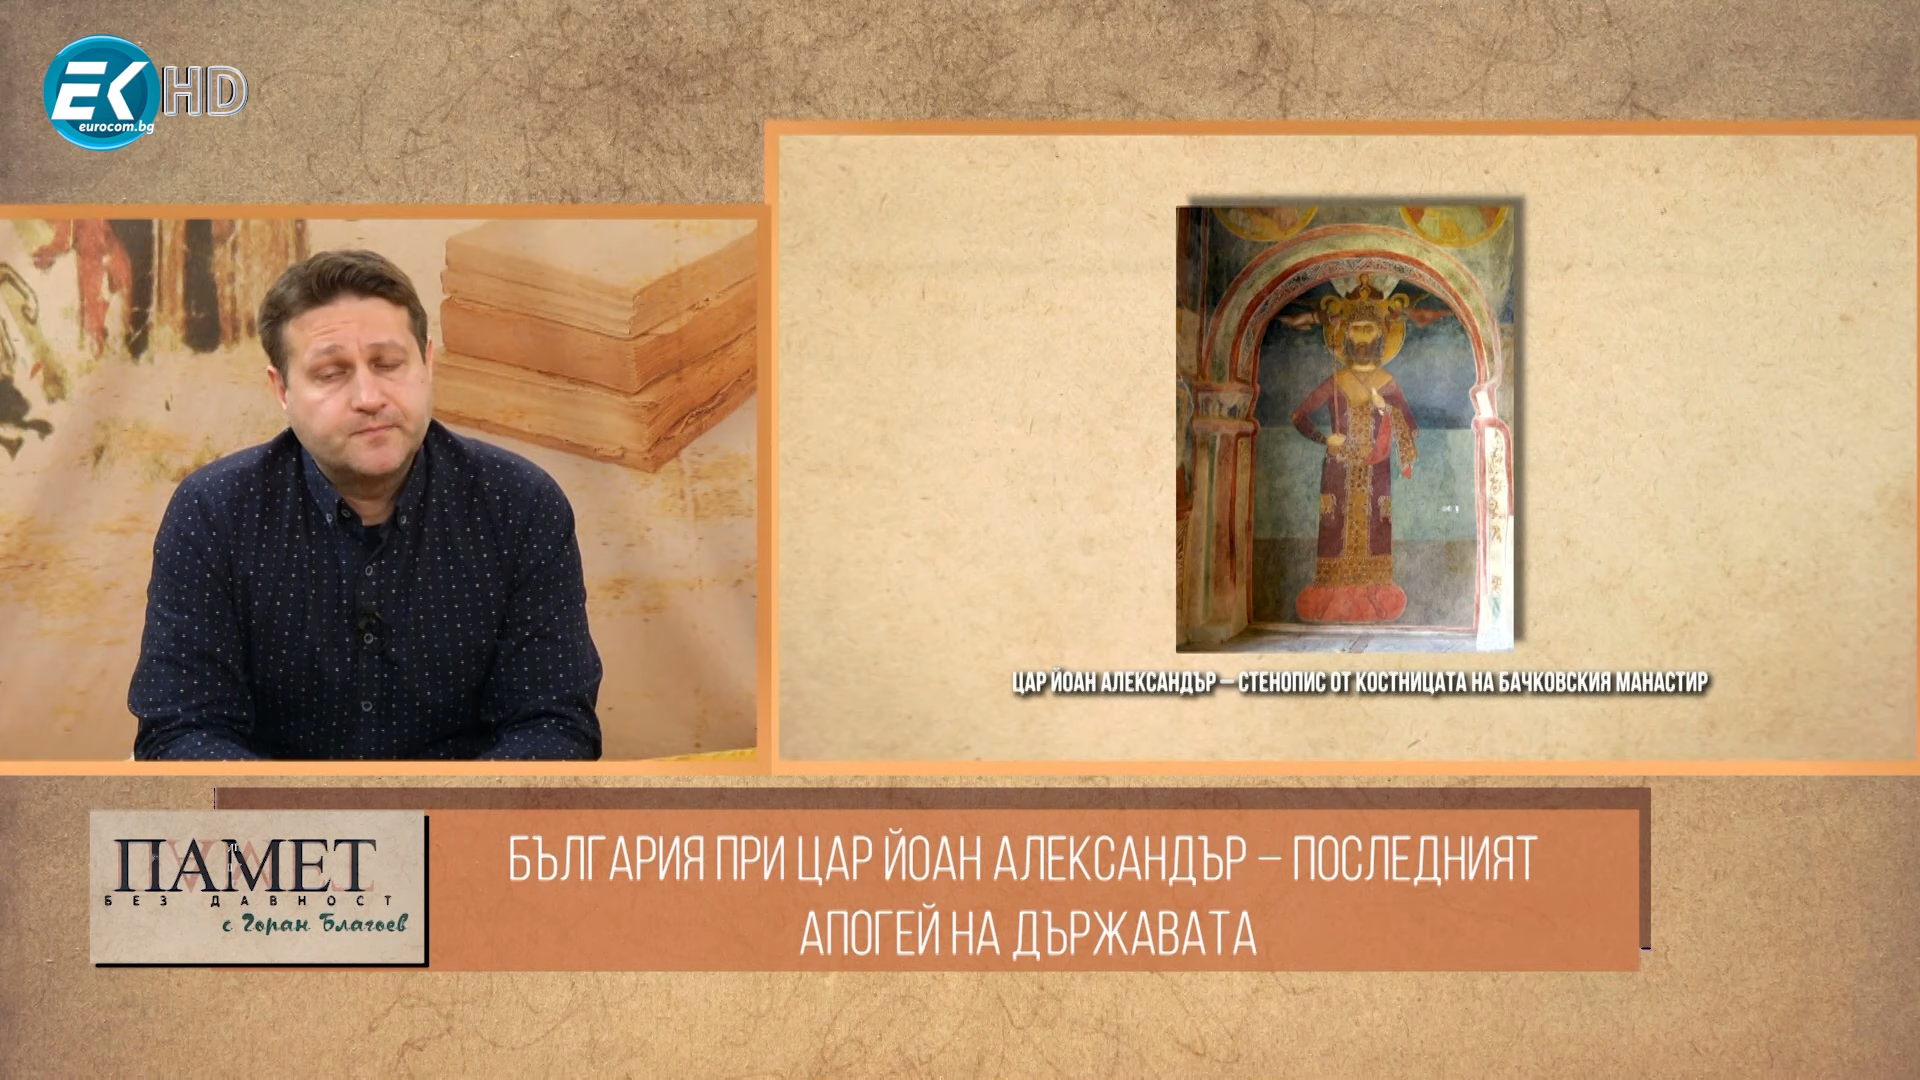 EK HD
eurocom.bg
ЦАР ЙОАН АЛЕКСАНДЪР – СТЕНОПИС ОТ КОСТНИЦАТА НА БАЧКОВСКИЯ МАНАСТИР
ПАМЕТ
БЕЗ ДАВНОСТ
с Горан Благоев
БЪЛГАРИЯ ПРИ ЦАР ЙОАН АЛЕКСАНДЪР – ПОСЛЕДНИЯТ
АПОГЕЙ НА ДЪРЖАВАТА